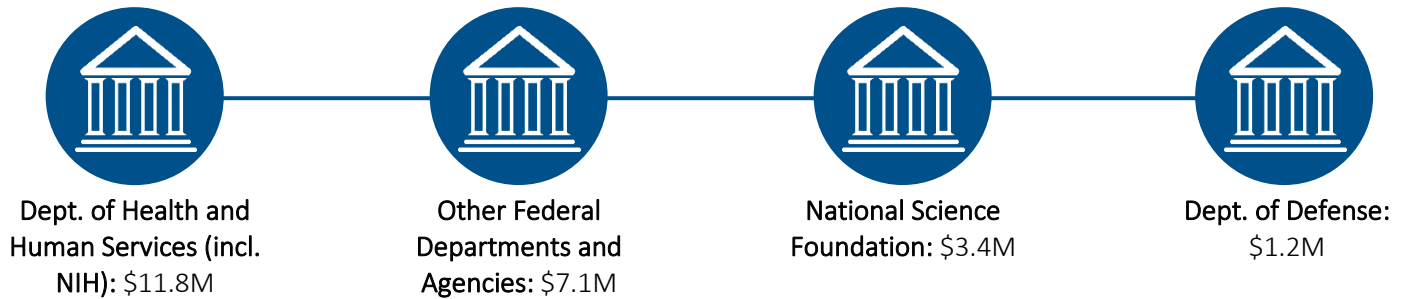 Dept. of Health and
Human Services (incl.
NIH): $11.8M
Other Federal
Departments and
Agencies: $7.1M
National Science
Foundation: $3.4M
Dept. of Defense:
$1.2M